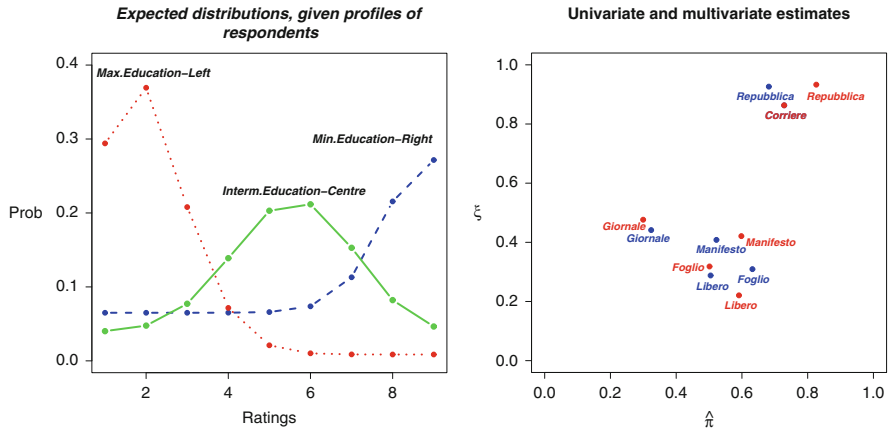 Expected distributions, given profiles of
respondents
0.4
0.3
0.2
0.1
0.0
Prob
Max.Education−Left
Min.Education−Right
Interm.Education−Centre
2
4
6
8
Ratings
Univariate and multivariate estimates
1.0
0.8
0.6
0.4
0.2
0.0
ξ
Repubblica
Repubblica
Corriere
Giornale
Giornale
Manifesto
Manifesto
Foglio
Foglio
Libero
Libero
0.0
0.2
0.4
0.6
0.8
1.0
π̂